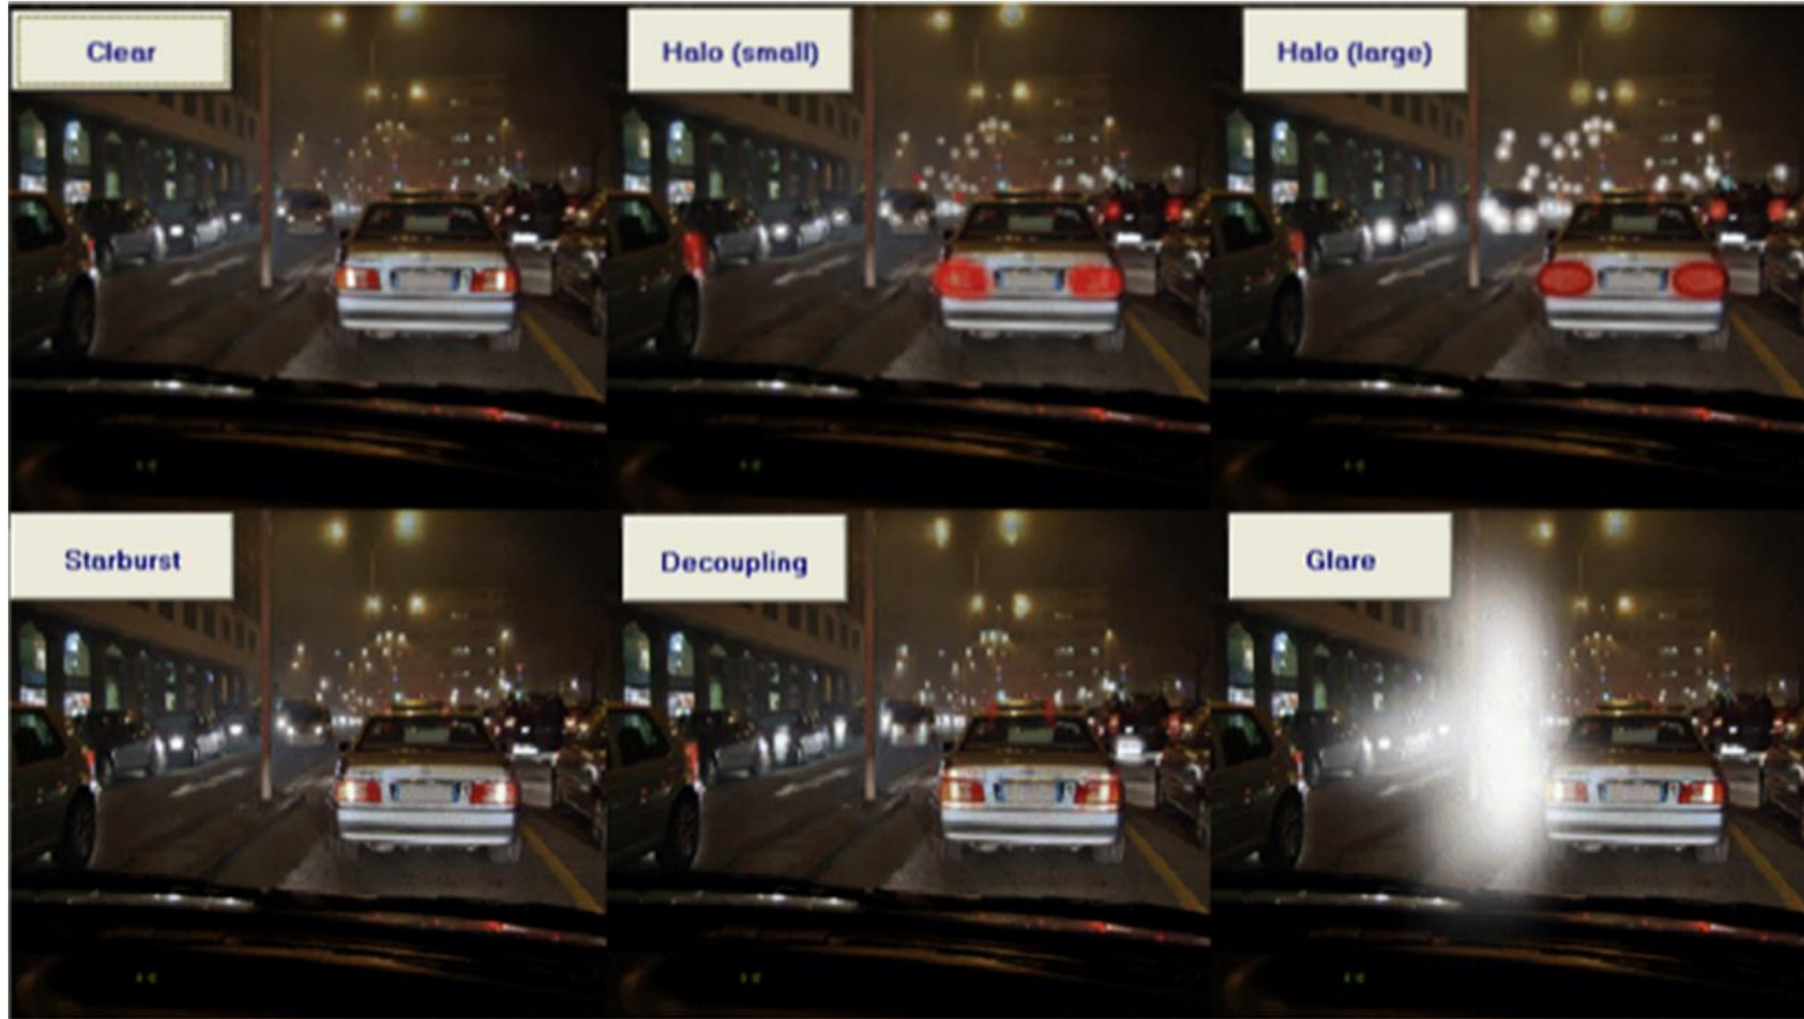 Clear
Halo (small)
Halo (large)
Starburst
Decoupling
Glare